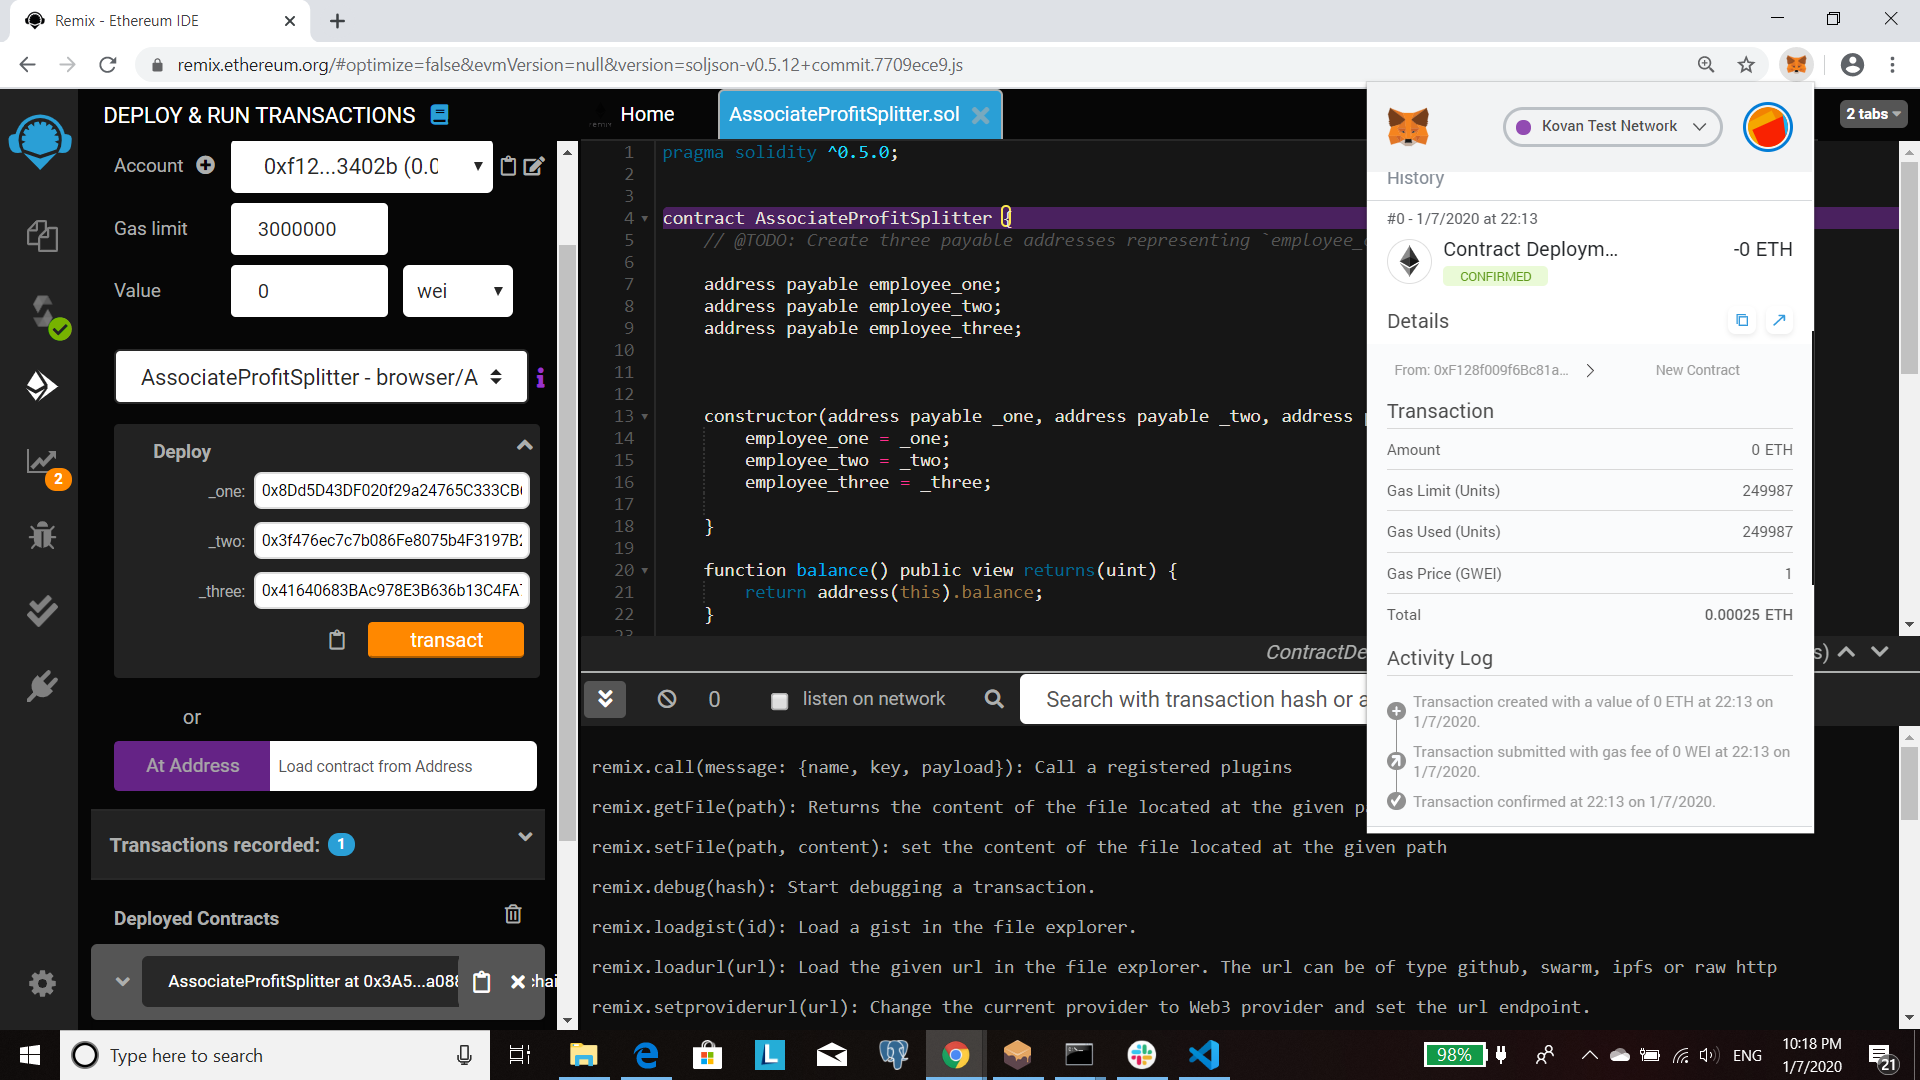 Remix - Ethereum IDE
remix.ethereum.org/#optimize=false&evmVersion=null&version=soljson-v0.5.12+commit.7709ece9.js
DEPLOY & RUN TRANSACTIONS
Account
0xf12...3402b (0.0
Gas limit
3000000
Value
0
wei
AssociateProfitSplitter - browser/A
i
2
Deploy
_one:
0x8Dd5D43DF020f29a24765C333CB
_two:
0x3f476ec7c7b086Fe8075b4F3197B2
_three:
0x41640683BAc978E3B636b13C4FA
transact
or
At Address
Load contract from Address
Transactions recorded: 1
Deployed Contracts
AssociateProfitSplitter at 0x3A5...a088
Home
AssociateProfitSplitter.sol
2 tabs
1 pragma solidity ^0.5.0;
2
3
4 contract AssociateProfitSplitter {
5 // @TODO: Create three payable addresses representing `employee_
6
7 address payable employee_one;
8 address payable employee_two;
9 address payable employee_three;
10
11
12
13 constructor(address payable _one, address payable _two, address
14 employee_one = _one;
15 employee_two = _two;
16 employee_three = _three;
17
18 }
19
20 function balance() public view returns(uint) {
21 return address(this).balance;
22 }
23
ContractDe
s)
0
listen on network
Search with transaction hash or a
remix.call(message: {name, key, payload}): Call a registered plugins
remix.getFile(path): Returns the content of the file located at the given
remix.setFile(path, content): set the content of the file located at the given path
remix.debug(hash): Start debugging a transaction.
remix.loadgist(id): Load a gist in the file explorer.
remix.loadurl(url): Load the given url in the file explorer. The url can be of type github, swarm, ipfs or raw http
remix.setproviderurl(url): Change the current provider to Web3 provider and set the url endpoint.
Kovan Test Network
History
#0 - 1/7/2020 at 22:13
Contract Deploym...
-0 ETH
CONFIRMED
Details
From: 0xF128f009f6Bc81a...
New Contract
Transaction
Amount
0 ETH
Gas Limit (Units)
249987
Gas Used (Units)
249987
Gas Price (GWEI)
1
Total
0.00025 ETH
Activity Log
Transaction created with a value of 0 ETH at 22:13 on
1/7/2020.
Transaction submitted with gas fee of 0 WEI at 22:13 on
1/7/2020.
Transaction confirmed at 22:13 on 1/7/2020.
Type here to search
L
98%
ENG
10:18 PM
1/7/2020
21